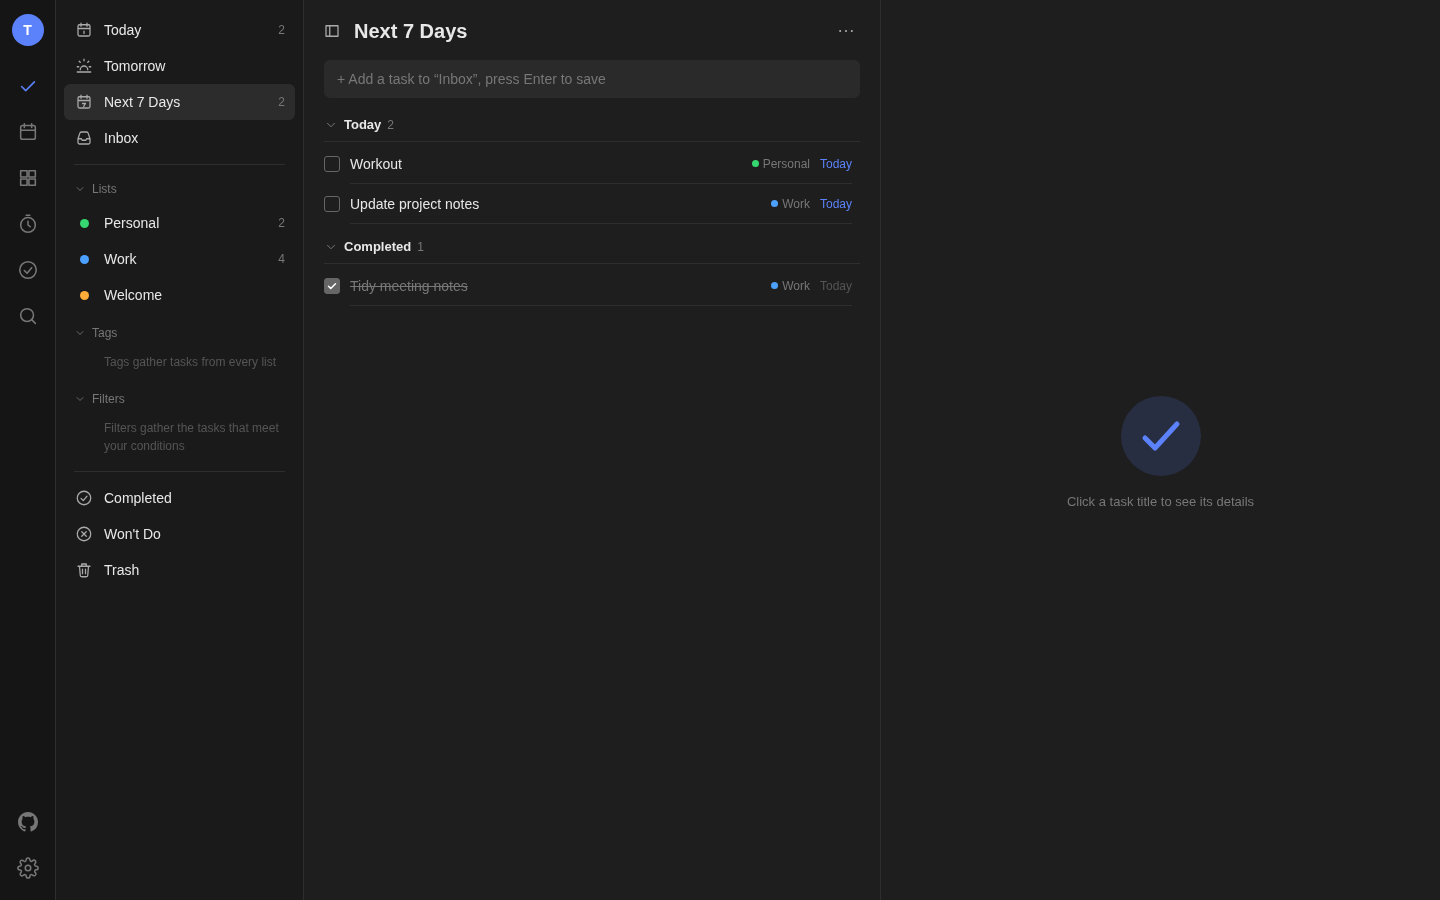 T
Today 2
Tomorrow
Next 7 Days 2
Inbox
Lists
Personal 2
Work 4
Welcome
Tags
Tags gather tasks from every list
Filters
Filters gather the tasks that meet
your conditions
Completed
Won't Do
Trash
Next 7 Days
+ Add a task to “Inbox”, press Enter to save
Today 2
Workout Personal Today
Update project notes Work Today
Completed 1
Tidy meeting notes Work Today
Click a task title to see its details